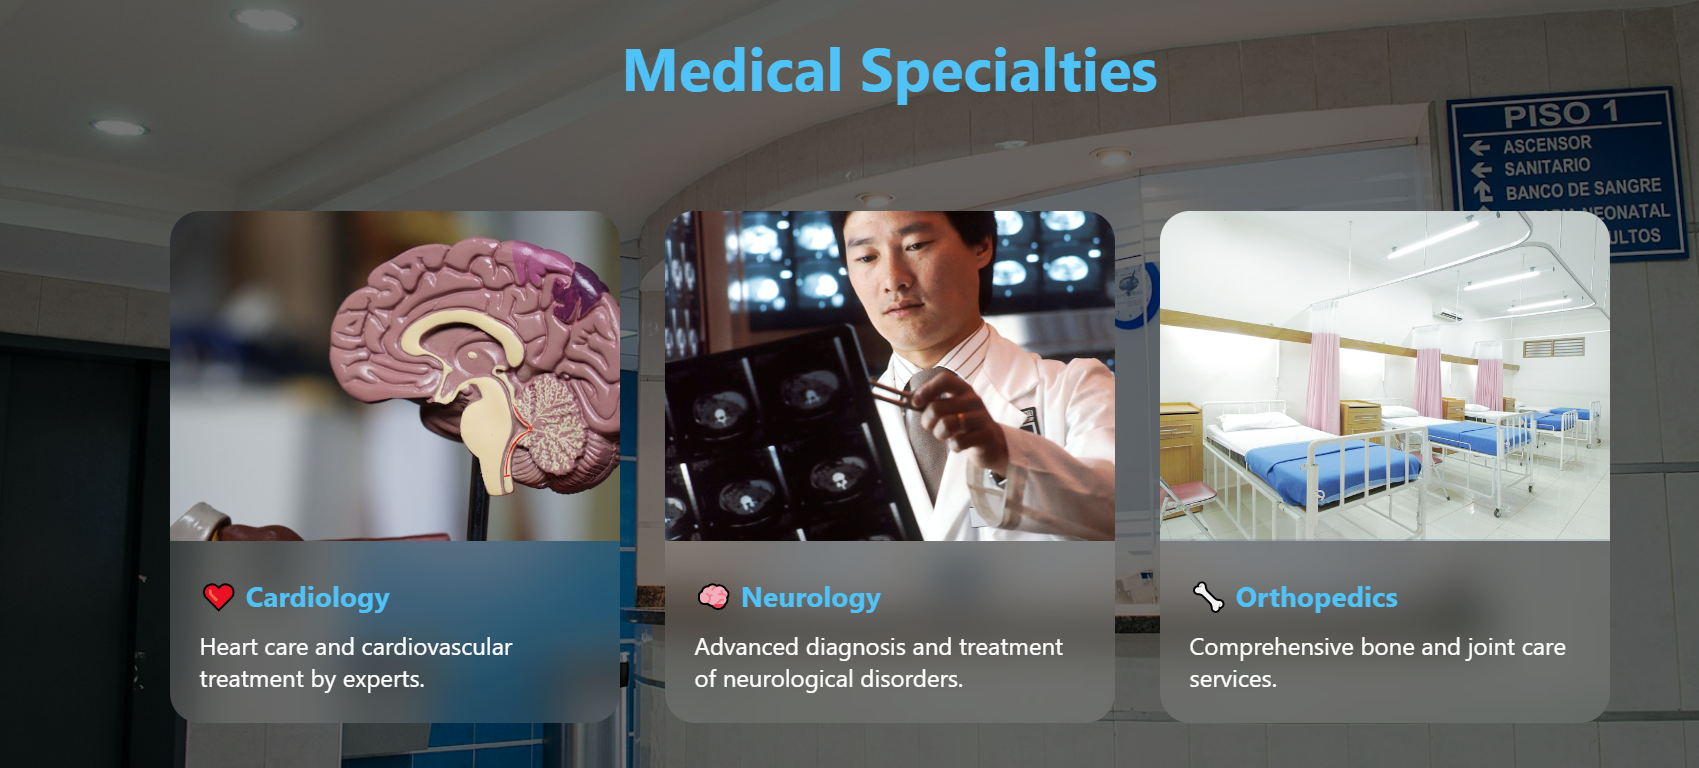 Medical Specialties
PISO 1
ASCENSOR
SANITARIO
BANCO DE SANGRE
NEONATAL
Cardiology
Heart care and cardiovascular
treatment by experts.
Neurology
Advanced diagnosis and treatment
of neurological disorders.
Orthopedics
Comprehensive bone and joint care
services.